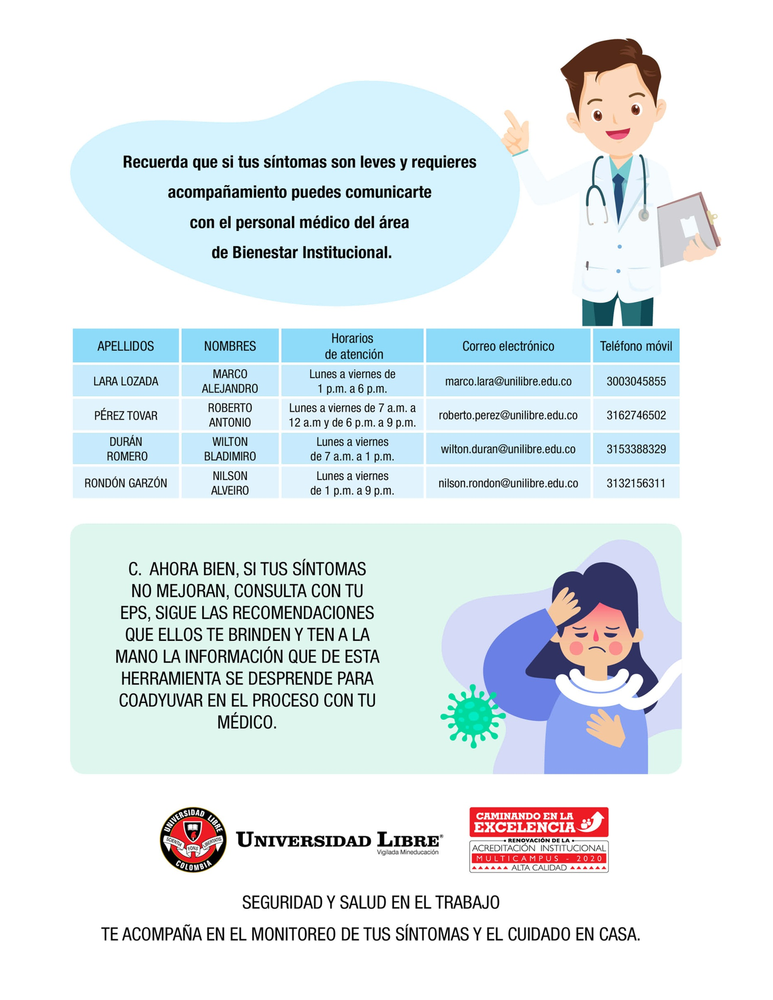 Recuerda que si tus síntomas son leves y requieres
acompañamiento puedes comunicarte
con el personal médico del área
de Bienestar Institucional.
APELLIDOS
NOMBRES
Horarios
de atención
Correo electrónico
Teléfono móvil
LARA LOZADA
MARCO
ALEJANDRO
Lunes a viernes de
1 p.m. a 6 p.m.
marco.lara@unilibre.edu.co
3003045855
PÉREZ TOVAR
ROBERTO
ANTONIO
Lunes a viernes de 7 a.m. a
12 a.m y de 6 p.m. a 9 p.m.
roberto.perez@unilibre.edu.co
3162746502
DURÁN
ROMERO
WILTON
BLADIMIRO
Lunes a viernes
de 7 a.m. a 1 p.m.
wilton.duran@unilibre.edu.co
3153388329
RONDÓN GARZÓN
NILSON
ALVEIRO
Lunes a viernes
de 1 p.m. a 9 p.m.
nilson.rondon@unilibre.edu.co
3132156311
C. AHORA BIEN, SI TUS SÍNTOMAS
NO MEJORAN, CONSULTA CON TU
EPS, SIGUE LAS RECOMENDACIONES
QUE ELLOS TE BRINDEN Y TEN A LA
MANO LA INFORMACIÓN QUE DE ESTA
HERRAMIENTA SE DESPRENDE PARA
COADYUVAR EN EL PROCESO CON TU
MÉDICO.
UNIVERSIDAD LIBRE
SCIENTIA
FONS
LIBERTATIS
COLOMBIA
UNIVERSIDAD LIBRE®
Vigilada Mineducación
CAMINANDO EN LA
EXCELENCIA
• RENOVACIÓN DE LA •
ACREDITACIÓN INSTITUCIONAL
MULTICAMPUS - 2020
ALTA CALIDAD
SEGURIDAD Y SALUD EN EL TRABAJO
TE ACOMPAÑA EN EL MONITOREO DE TUS SÍNTOMAS Y EL CUIDADO EN CASA.